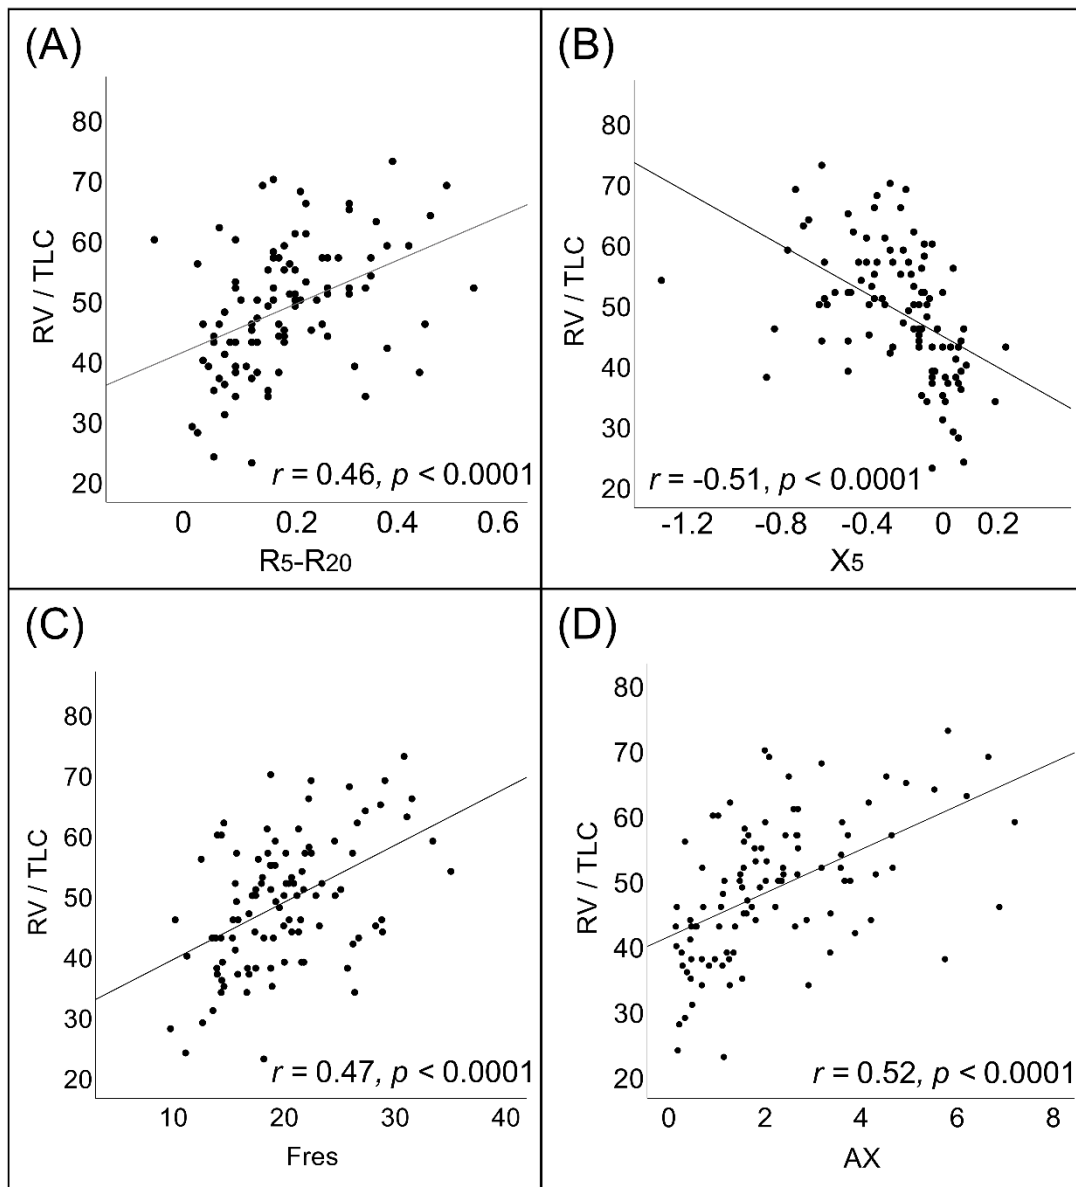 (A)
80
70
60
50
40
30
20
RV / TLC
r = 0.46, p < 0.0001
0 0.2 0.4 0.6
R5-R20
(B)
80
70
60
50
40
30
20
RV / TLC
r = -0.51, p < 0.0001
-1.2 -0.8 -0.4 0 0.2
X5
(C)
80
70
60
50
40
30
20
RV / TLC
r = 0.47, p < 0.0001
10 20 30 40
Fres
(D)
80
70
60
50
40
30
20
RV / TLC
r = 0.52, p < 0.0001
0 2 4 6 8
AX